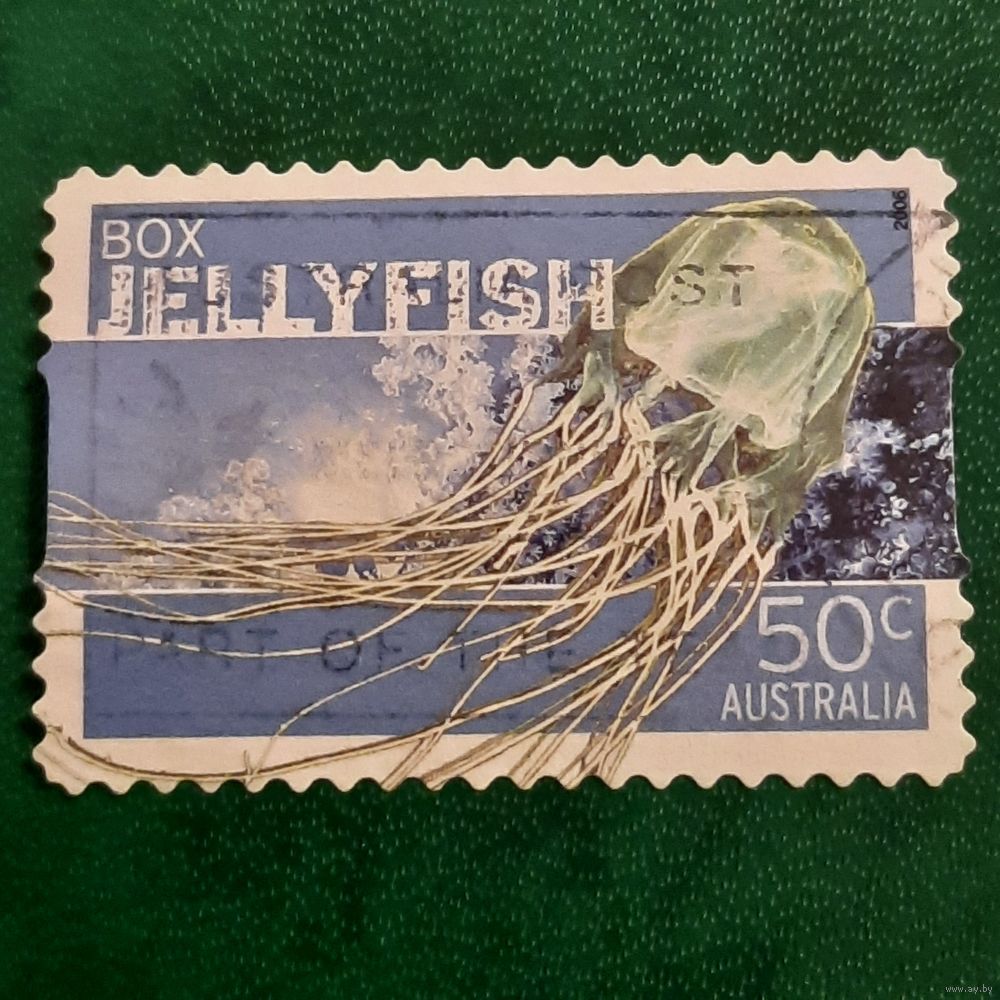 BOX
2006
JELLYFISH
ST
PART OF THE
50c
AUSTRALIA
www.ay.by